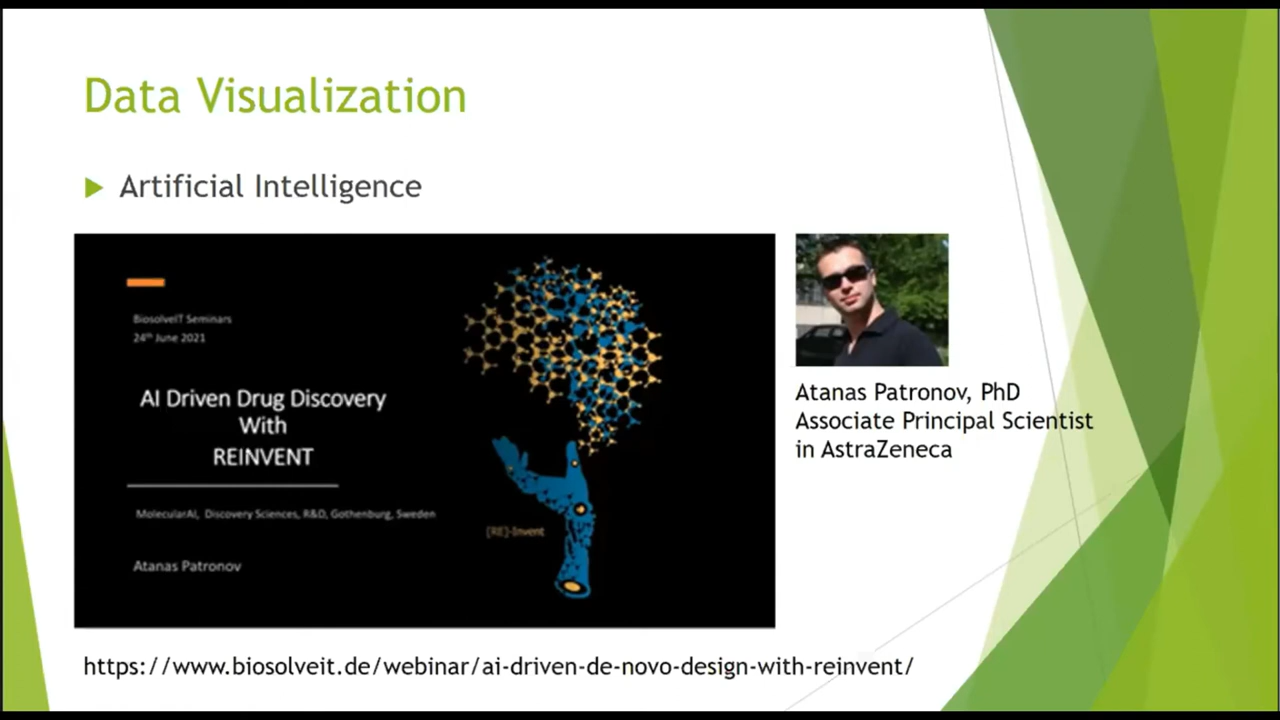 Data Visualization
Artificial Intelligence
BiosolveIT Seminars
24th June 2021
AI Driven Drug Discovery
With
REINVENT
MolecularAI, Discovery Sciences, R&D, Gothenburg, Sweden
[RE]-Invent
Atanas Patronov
Atanas Patronov, PhD
Associate Principal Scientist
in AstraZeneca
https://www.biosolveit.de/webinar/ai-driven-de-novo-design-with-reinvent/